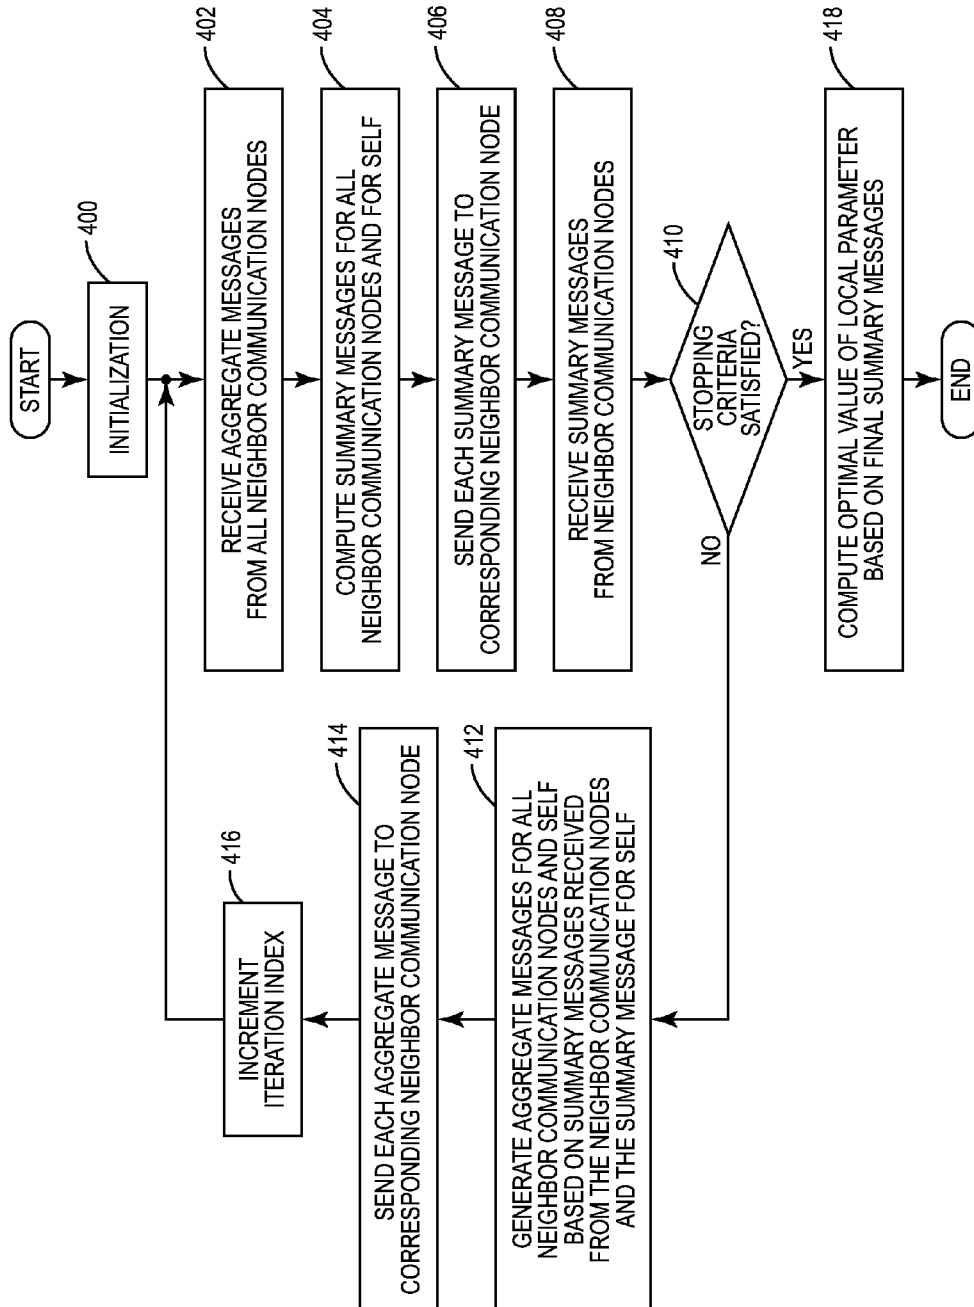 START
400
INITIALIZATION
402
RECEIVE AGGREGATE MESSAGES
FROM ALL NEIGHBOR COMMUNICATION NODES
404
COMPUTE SUMMARY MESSAGES FOR ALL
NEIGHBOR COMMUNICATION NODES AND FOR SELF
406
SEND EACH SUMMARY MESSAGE TO
CORRESPONDING NEIGHBOR COMMUNICATION NODE
408
RECEIVE SUMMARY MESSAGES
FROM NEIGHBOR COMMUNICATION NODES
410
STOPPING
CRITERIA
SATISFIED?
NO
YES
412
GENERATE AGGREGATE MESSAGES FOR ALL
NEIGHBOR COMMUNICATION NODES AND SELF
BASED ON SUMMARY MESSAGES RECEIVED
FROM THE NEIGHBOR COMMUNICATION NODES
AND THE SUMMARY MESSAGE FOR SELF
414
SEND EACH AGGREGATE MESSAGE TO
CORRESPONDING NEIGHBOR COMMUNICATION NODE
416
INCREMENT
ITERATION INDEX
418
COMPUTE OPTIMAL VALUE OF LOCAL PARAMETER
BASED ON FINAL SUMMARY MESSAGES
END